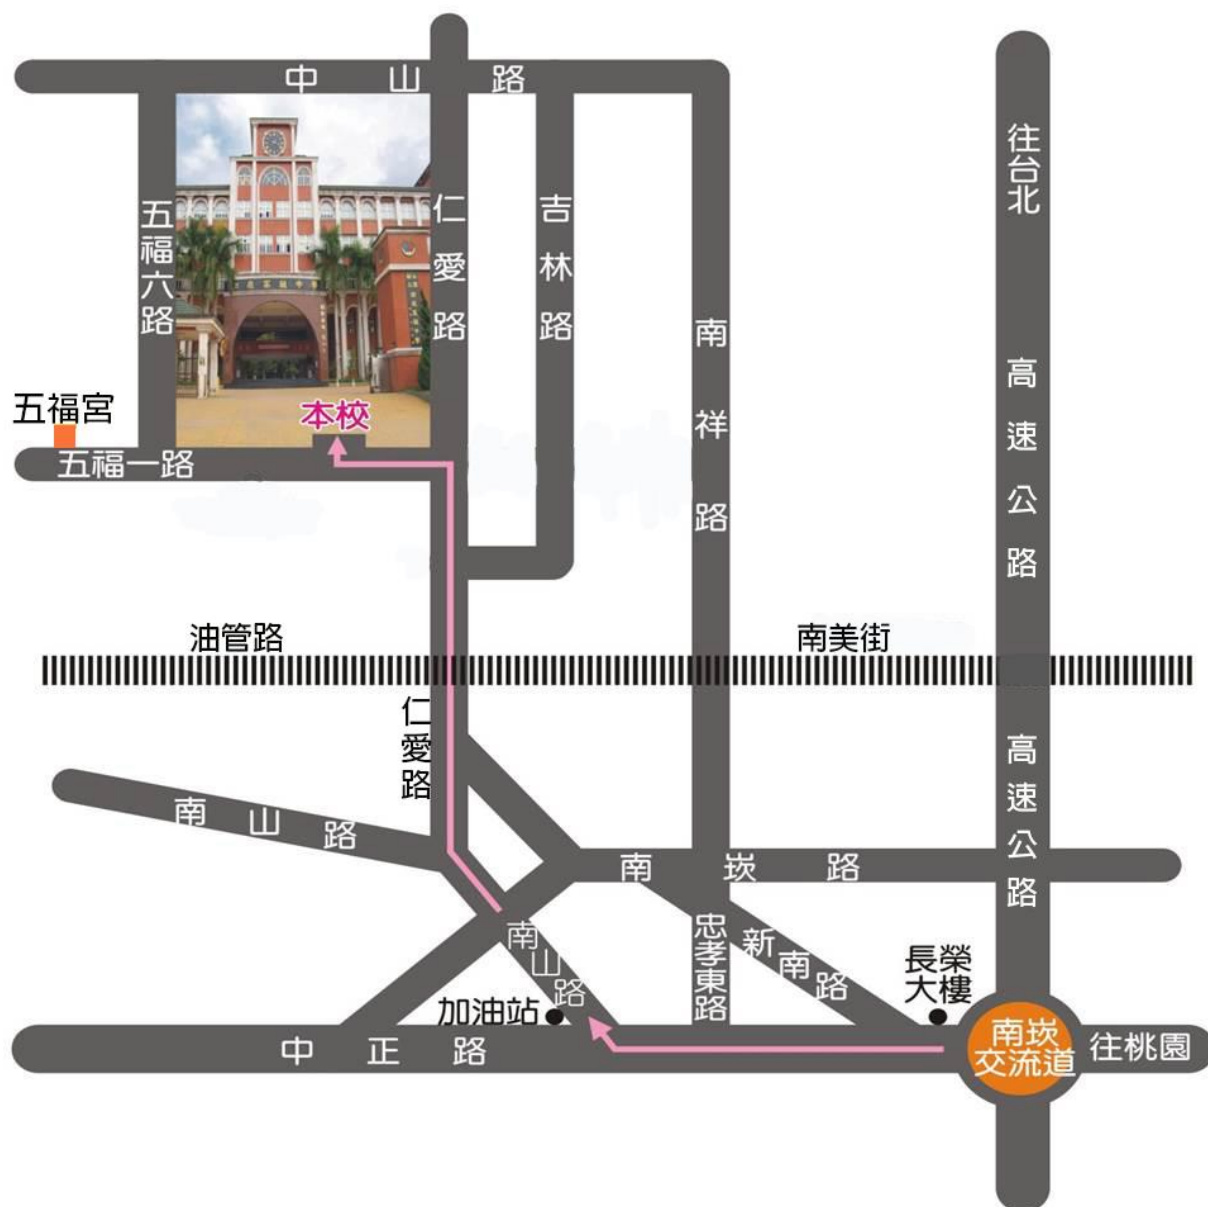 中山路
往台北
五福六路
仁愛路
吉林路
南祥路
高速公路
五福宮
本校
五福一路
油管路
南美街
仁愛路
高速公路
南山路
南崁路
南山路
忠孝東路
新南路
長榮
大樓
加油站
中正路
南崁
交流道
往桃園